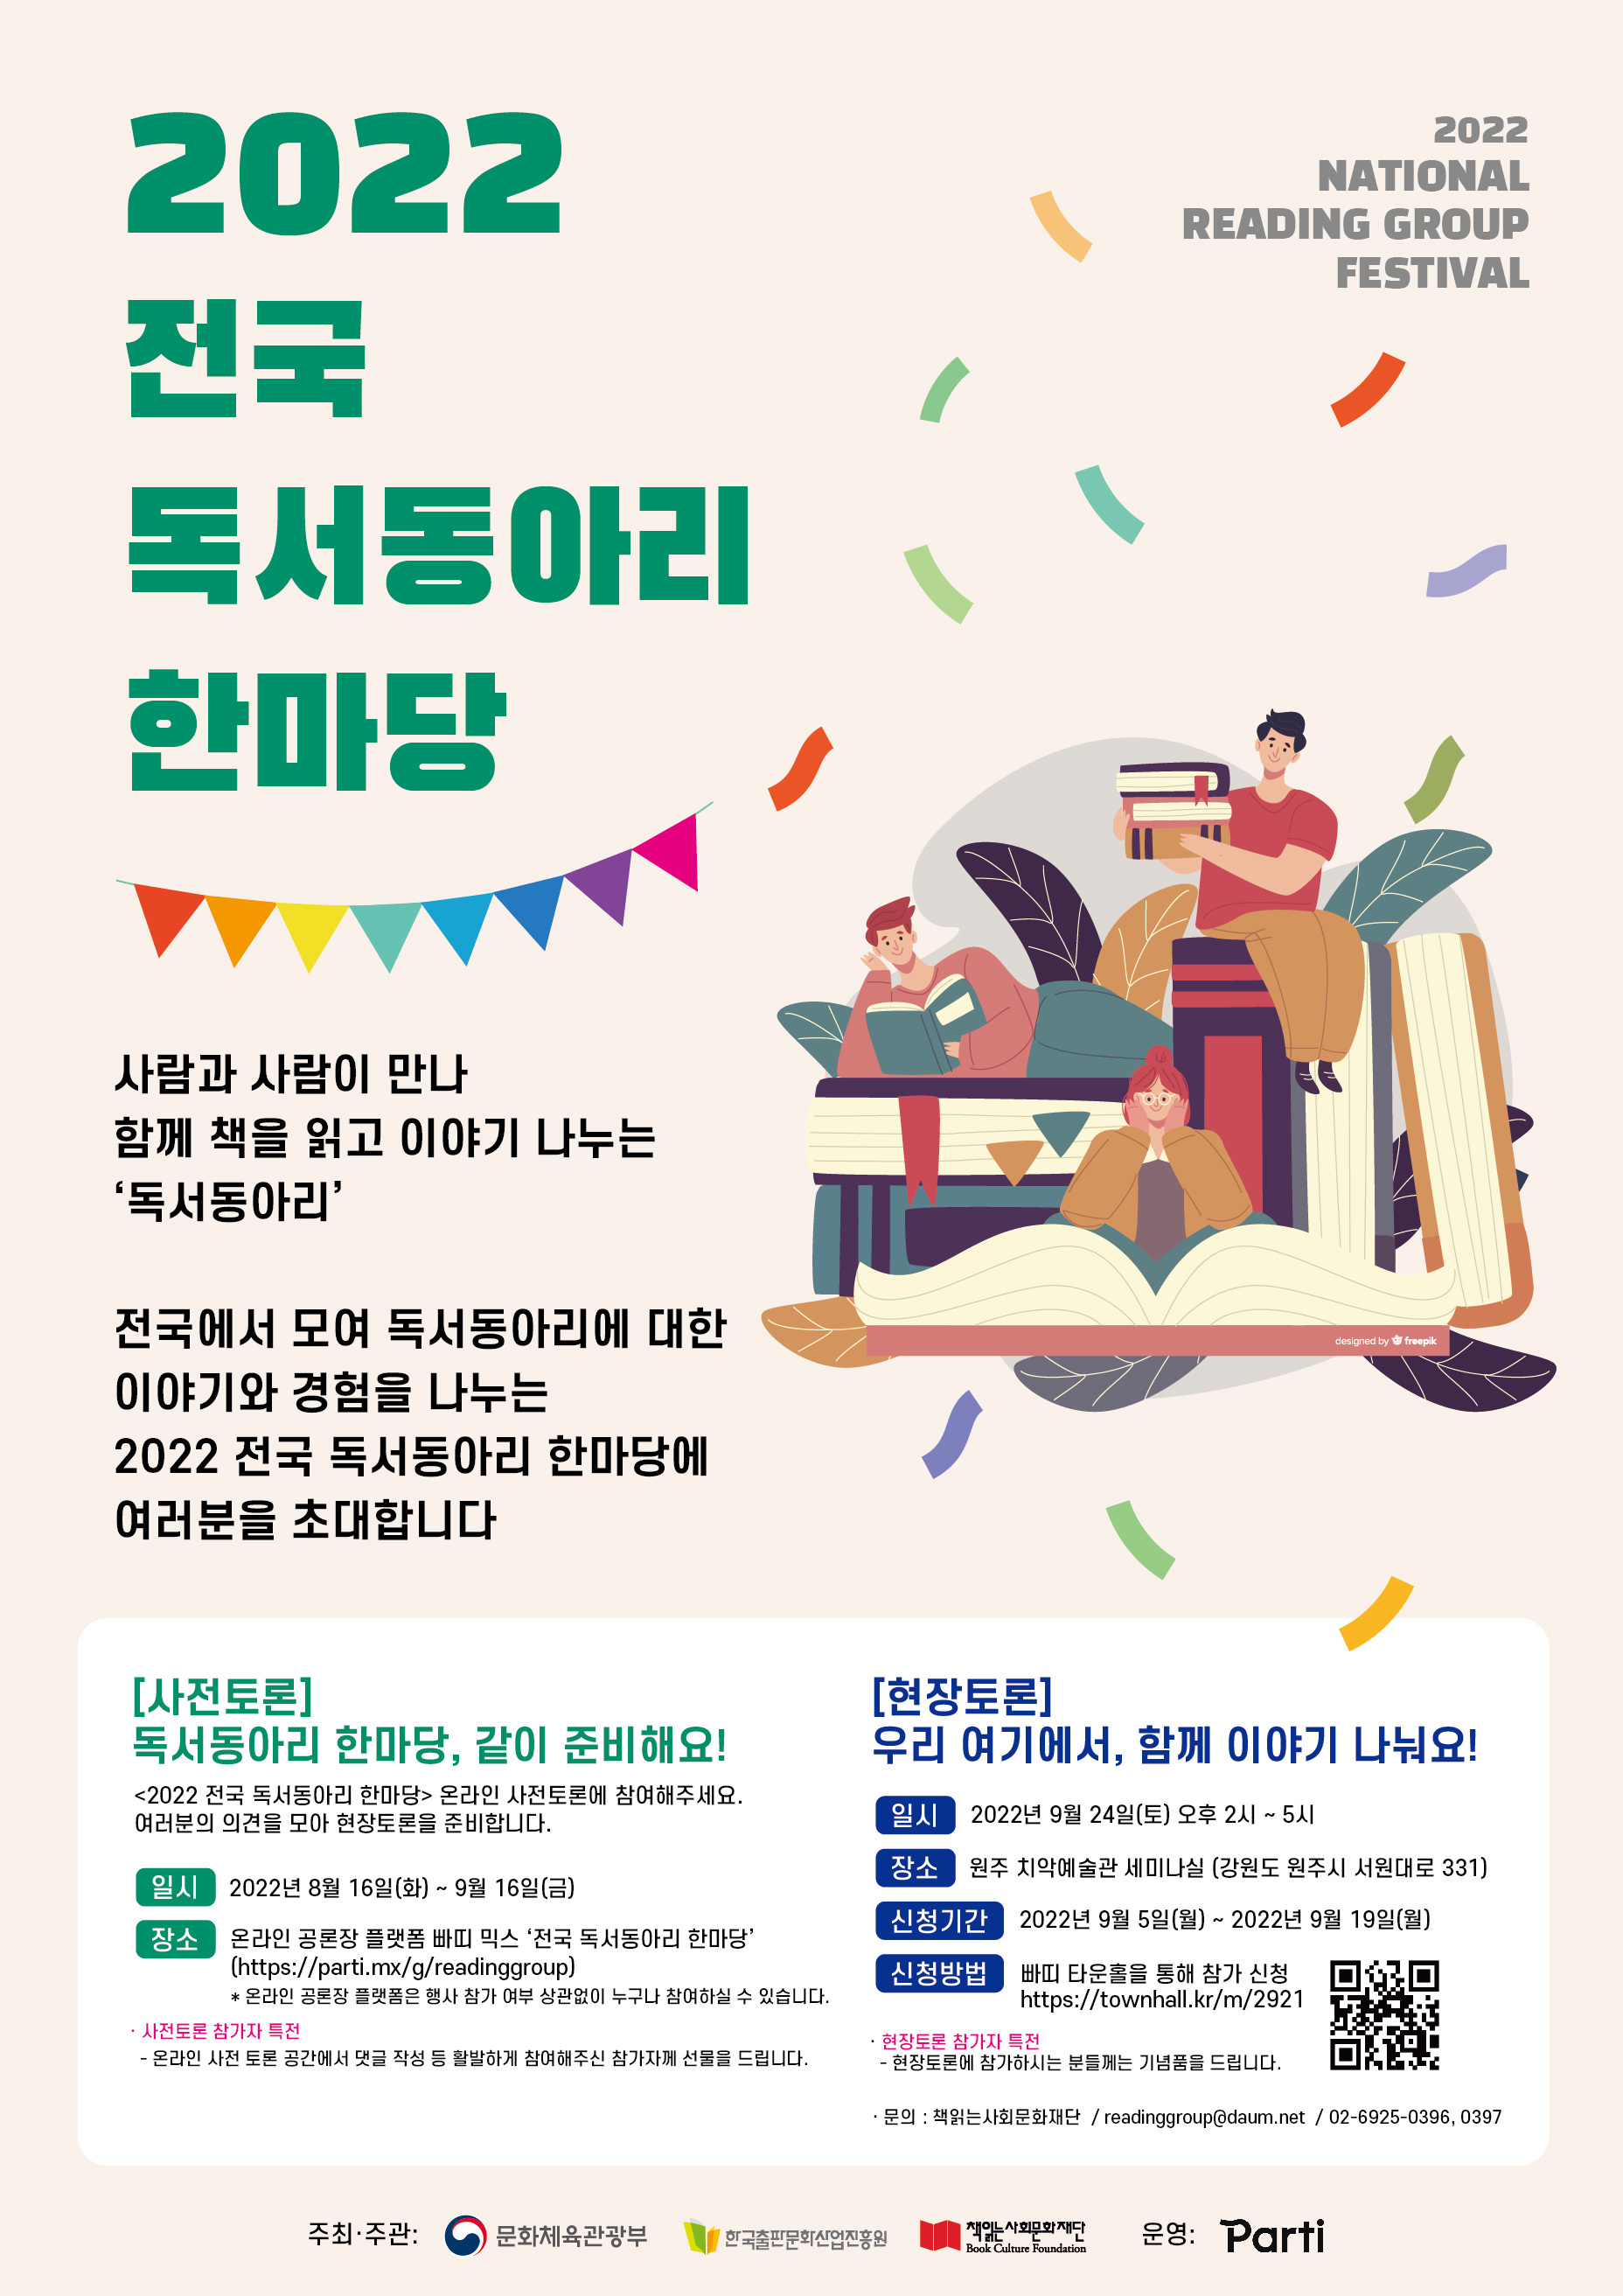 2022
전국
독서동아리
한마당
2022
NATIONAL
READING GROUP
FESTIVAL
사람과 사람이 만나
함께 책을 읽고 이야기 나누는
‘독서동아리’
전국에서 모여 독서동아리에 대한
이야기와 경험을 나누는
2022 전국 독서동아리 한마당에
여러분을 초대합니다
designed by freepik
[사전토론]
독서동아리 한마당, 같이 준비해요!
<2022 전국 독서동아리 한마당> 온라인 사전토론에 참여해주세요.
여러분의 의견을 모아 현장토론을 준비합니다.
일시 2022년 8월 16일(화) ~ 9월 16일(금)
장소 온라인 공론장 플랫폼 빠띠 믹스 ‘전국 독서동아리 한마당’
(https://parti.mx/g/readinggroup)
* 온라인 공론장 플랫폼은 행사 참가 여부 상관없이 누구나 참여하실 수 있습니다.
· 사전토론 참가자 특전
- 온라인 사전 토론 공간에서 댓글 작성 등 활발하게 참여해주신 참가자께 선물을 드립니다.
[현장토론]
우리 여기에서, 함께 이야기 나눠요!
일시 2022년 9월 24일(토) 오후 2시 ~ 5시
장소 원주 치악예술관 세미나실 (강원도 원주시 서원대로 331)
신청기간 2022년 9월 5일(월) ~ 2022년 9월 19일(월)
신청방법 빠띠 타운홀을 통해 참가 신청
https://townhall.kr/m/2921
· 현장토론 참가자 특전
- 현장토론에 참가하시는 분들께는 기념품을 드립니다.
· 문의 : 책읽는사회문화재단 / readinggroup@daum.net / 02-6925-0396, 0397
주최·주관: 문화체육관광부 한국출판문화산업진흥원 책읽는사회문화재단 운영: Parti
Book Culture Foundation